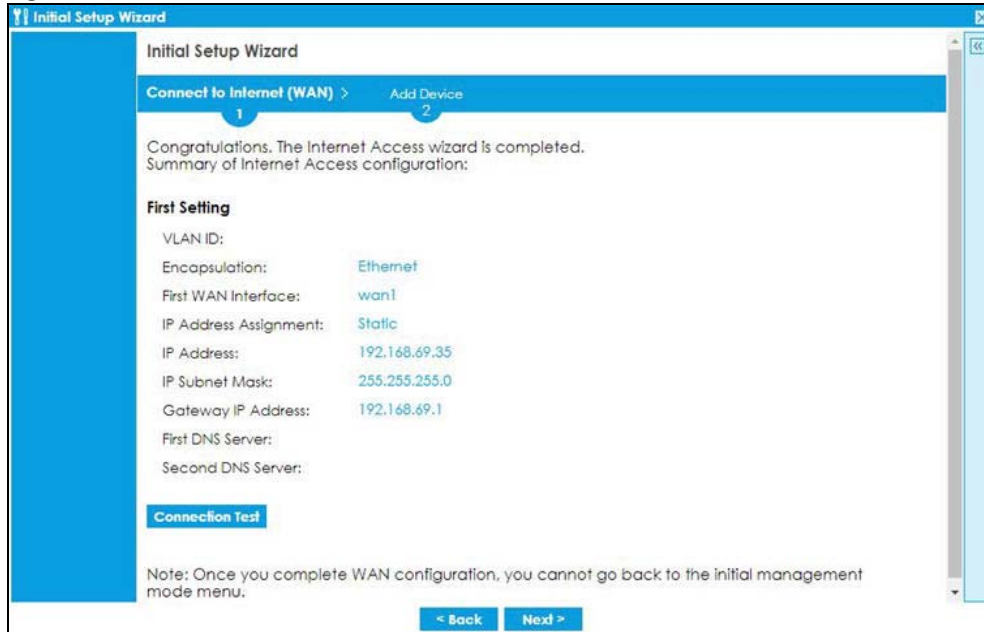 Initial Setup Wizard
Initial Setup Wizard
Connect to Internet (WAN) > Add Device
1 2
Congratulations. The Internet Access wizard is completed.
Summary of Internet Access configuration:
First Setting
VLAN ID:
Encapsulation: Ethernet
First WAN Interface: wan1
IP Address Assignment: Static
IP Address: 192.168.69.35
IP Subnet Mask: 255.255.255.0
Gateway IP Address: 192.168.69.1
First DNS Server:
Second DNS Server:
Connection Test
Note: Once you complete WAN configuration, you cannot go back to the initial management
mode menu.
< Back Next >